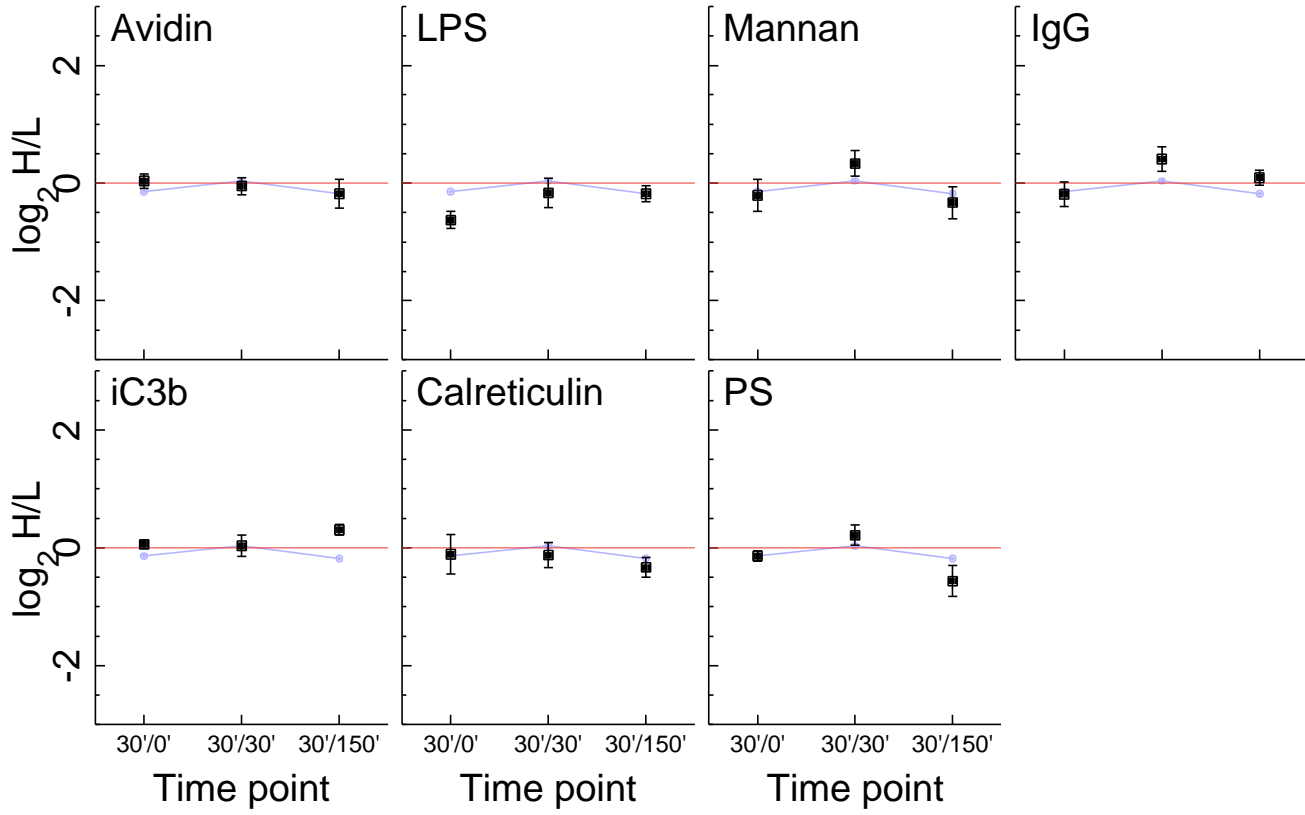 Avidin LPS Mannan IgG
2
0
-2
log2 H/L
iC3b Calreticulin PS
2
0
-2
log2 H/L
30'/0' 30'/30' 30'/150' 30'/0' 30'/30' 30'/150' 30'/0' 30'/30' 30'/150'
Time point Time point Time point